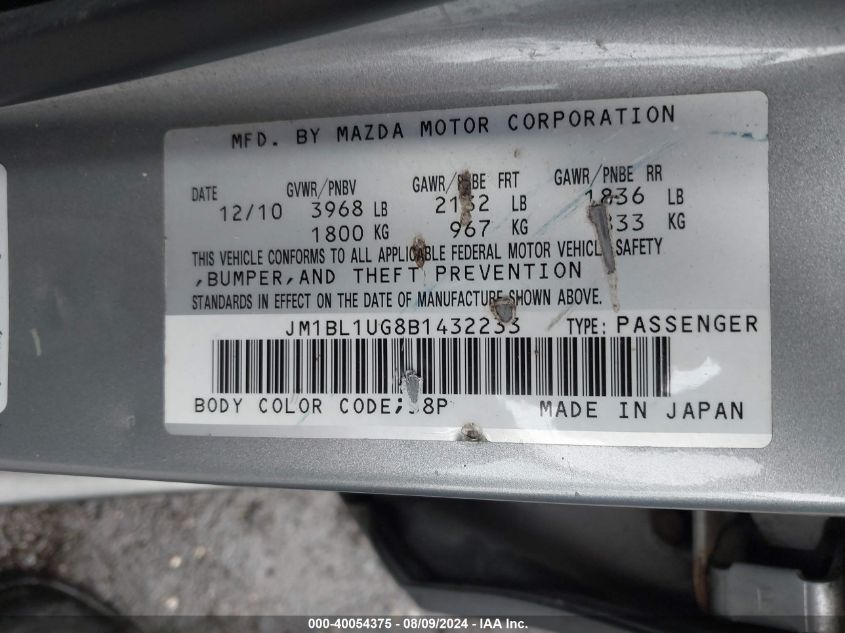 MFD. BY MAZDA MOTOR CORPORATION
DATE GVWR/PNBV GAWR/PNBE FRT GAWR/PNBE RR
12/10 3968 LB 2132 LB 1836 LB
1800 KG 967 KG KG
THIS VEHICLE CONFORMS TO ALL APPLICABLE FEDERAL MOTOR VEHICLE SAFETY
,BUMPER,AND THEFT PREVENTION
STANDARDS IN EFFECT ON THE DATE OF MANUFACTURE SHOWN ABOVE.
JM1BL1UG8B1432233 TYPE: PASSENGER
BODY COLOR CODE; MADE IN JAPAN
000-40054375 - 08/09/2024 - IAA Inc.